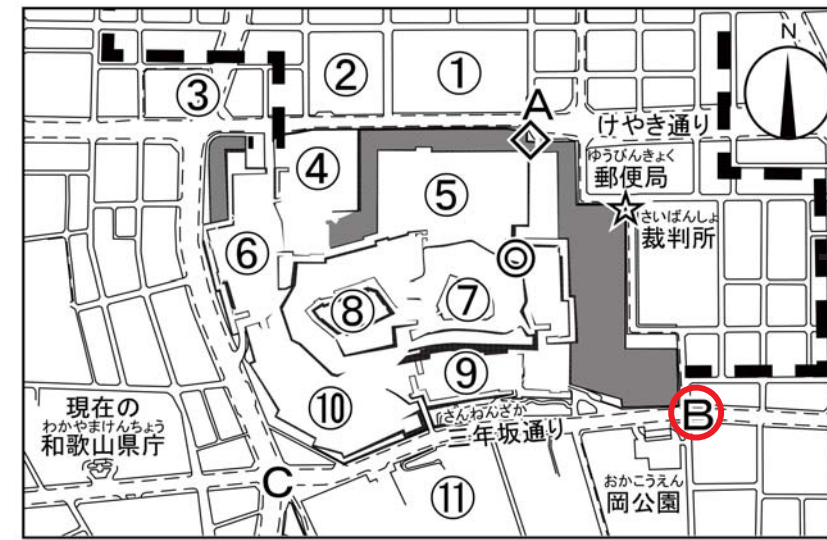 N
①
②
③
A
けやき通り
ゆうびんきょく
郵便局
さいばんしょ
裁判所
④
⑤
⑥
⑦
⑧
⑨
⑩
現在の
わかやまけんちょう
和歌山県庁
さんねんざか
三年坂通り
B
C
おかこうえん
岡公園
⑪